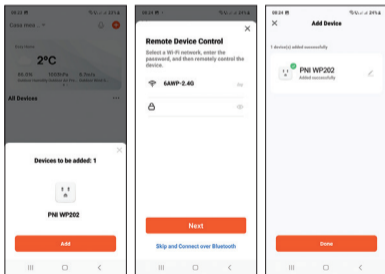 2°C
All Devices
Devices to be added: 1
PNI WP202
Add
Remote Device Control
Select a Wi-Fi network, enter the
password, and then remotely control the
device.
6AWP-2.4G
Next
Skip and Connect over Bluetooth
Add Device
1 device(s) added successfully
PNI WP202
Added successfully
Done